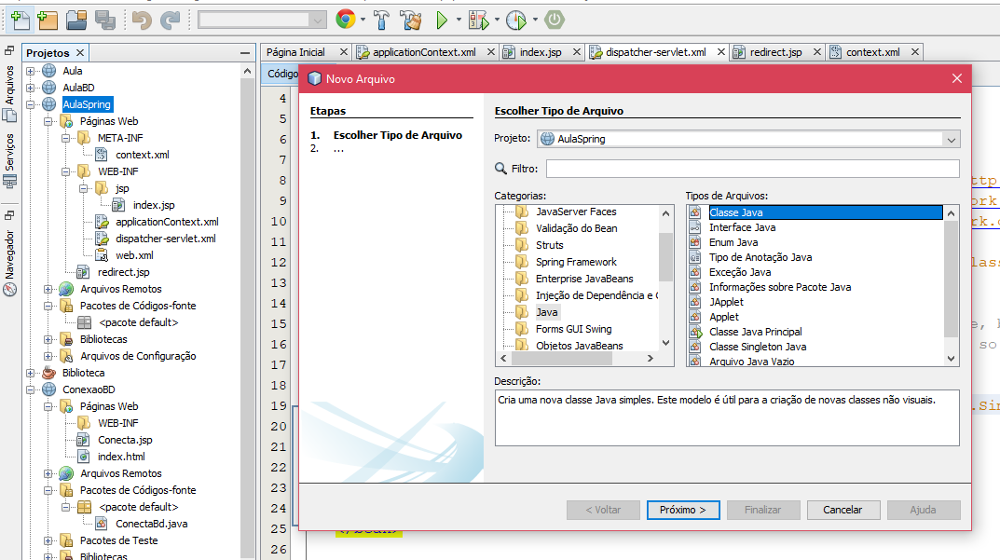 Projetos
Aula
AulaBD
AulaSpring
Páginas Web
META-INF
context.xml
WEB-INF
jsp
index.jsp
applicationContext.xml
dispatcher-servlet.xml
web.xml
redirect.jsp
Arquivos Remotos
Pacotes de Códigos-fonte
<pacote default>
Bibliotecas
Arquivos de Configuração
Biblioteca
ConexaoBD
Páginas Web
WEB-INF
Conecta.jsp
index.html
Arquivos Remotos
Pacotes de Códigos-fonte
<pacote default>
ConectaBd.java
Pacotes de Teste
Bibliotecas
Arquivos
Serviços
Navegador
Página Inicial
applicationContext.xml
index.jsp
dispatcher-servlet.xml
redirect.jsp
context.xml
Código
4
5
6
7
8
9
10
11
12
13
14
15
16
17
18
19
20
21
22
23
24
25
26
Novo Arquivo
Etapas
1. Escolher Tipo de Arquivo
2. ...
Escolher Tipo de Arquivo
Projeto: AulaSpring
Filtro:
Categorias:
JavaServer Faces
Validação do Bean
Struts
Spring Framework
Enterprise JavaBeans
Injeção de Dependência e
Java
Forms GUI Swing
Objetos JavaBeans
Tipos de Arquivos:
Classe Java
Interface Java
Enum Java
Tipo de Anotação Java
Exceção Java
Informações sobre Pacote Java
JApplet
Applet
Classe Java Principal
Classe Singleton Java
Arquivo Java Vazio
Descrição:
Cria uma nova classe Java simples. Este modelo é útil para a criação de novas classes não visuais.
< Voltar
Próximo >
Finalizar
Cancelar
Ajuda